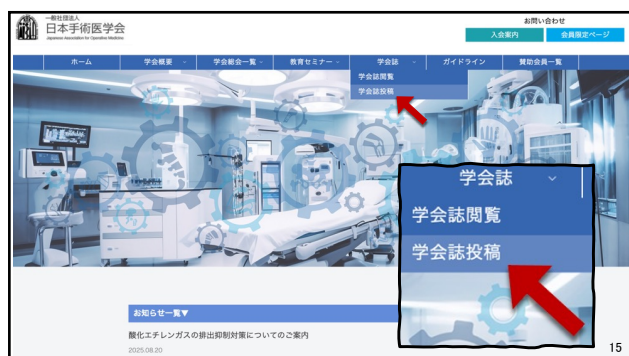 一般社団法人
日本手術医学会
Japanese Association for Operative Medicine
お問い合わせ
入会案内 会員限定ページ
ホーム 学会概要 学会総会一覧 教育セミナー 学会誌 ガイドライン 賛助会員一覧
学会誌閲覧
学会誌投稿
学会誌
学会誌閲覧
学会誌投稿
お知らせ一覧▼
酸化エチレンガスの排出抑制対策についてのご案内
2025.08.20
15